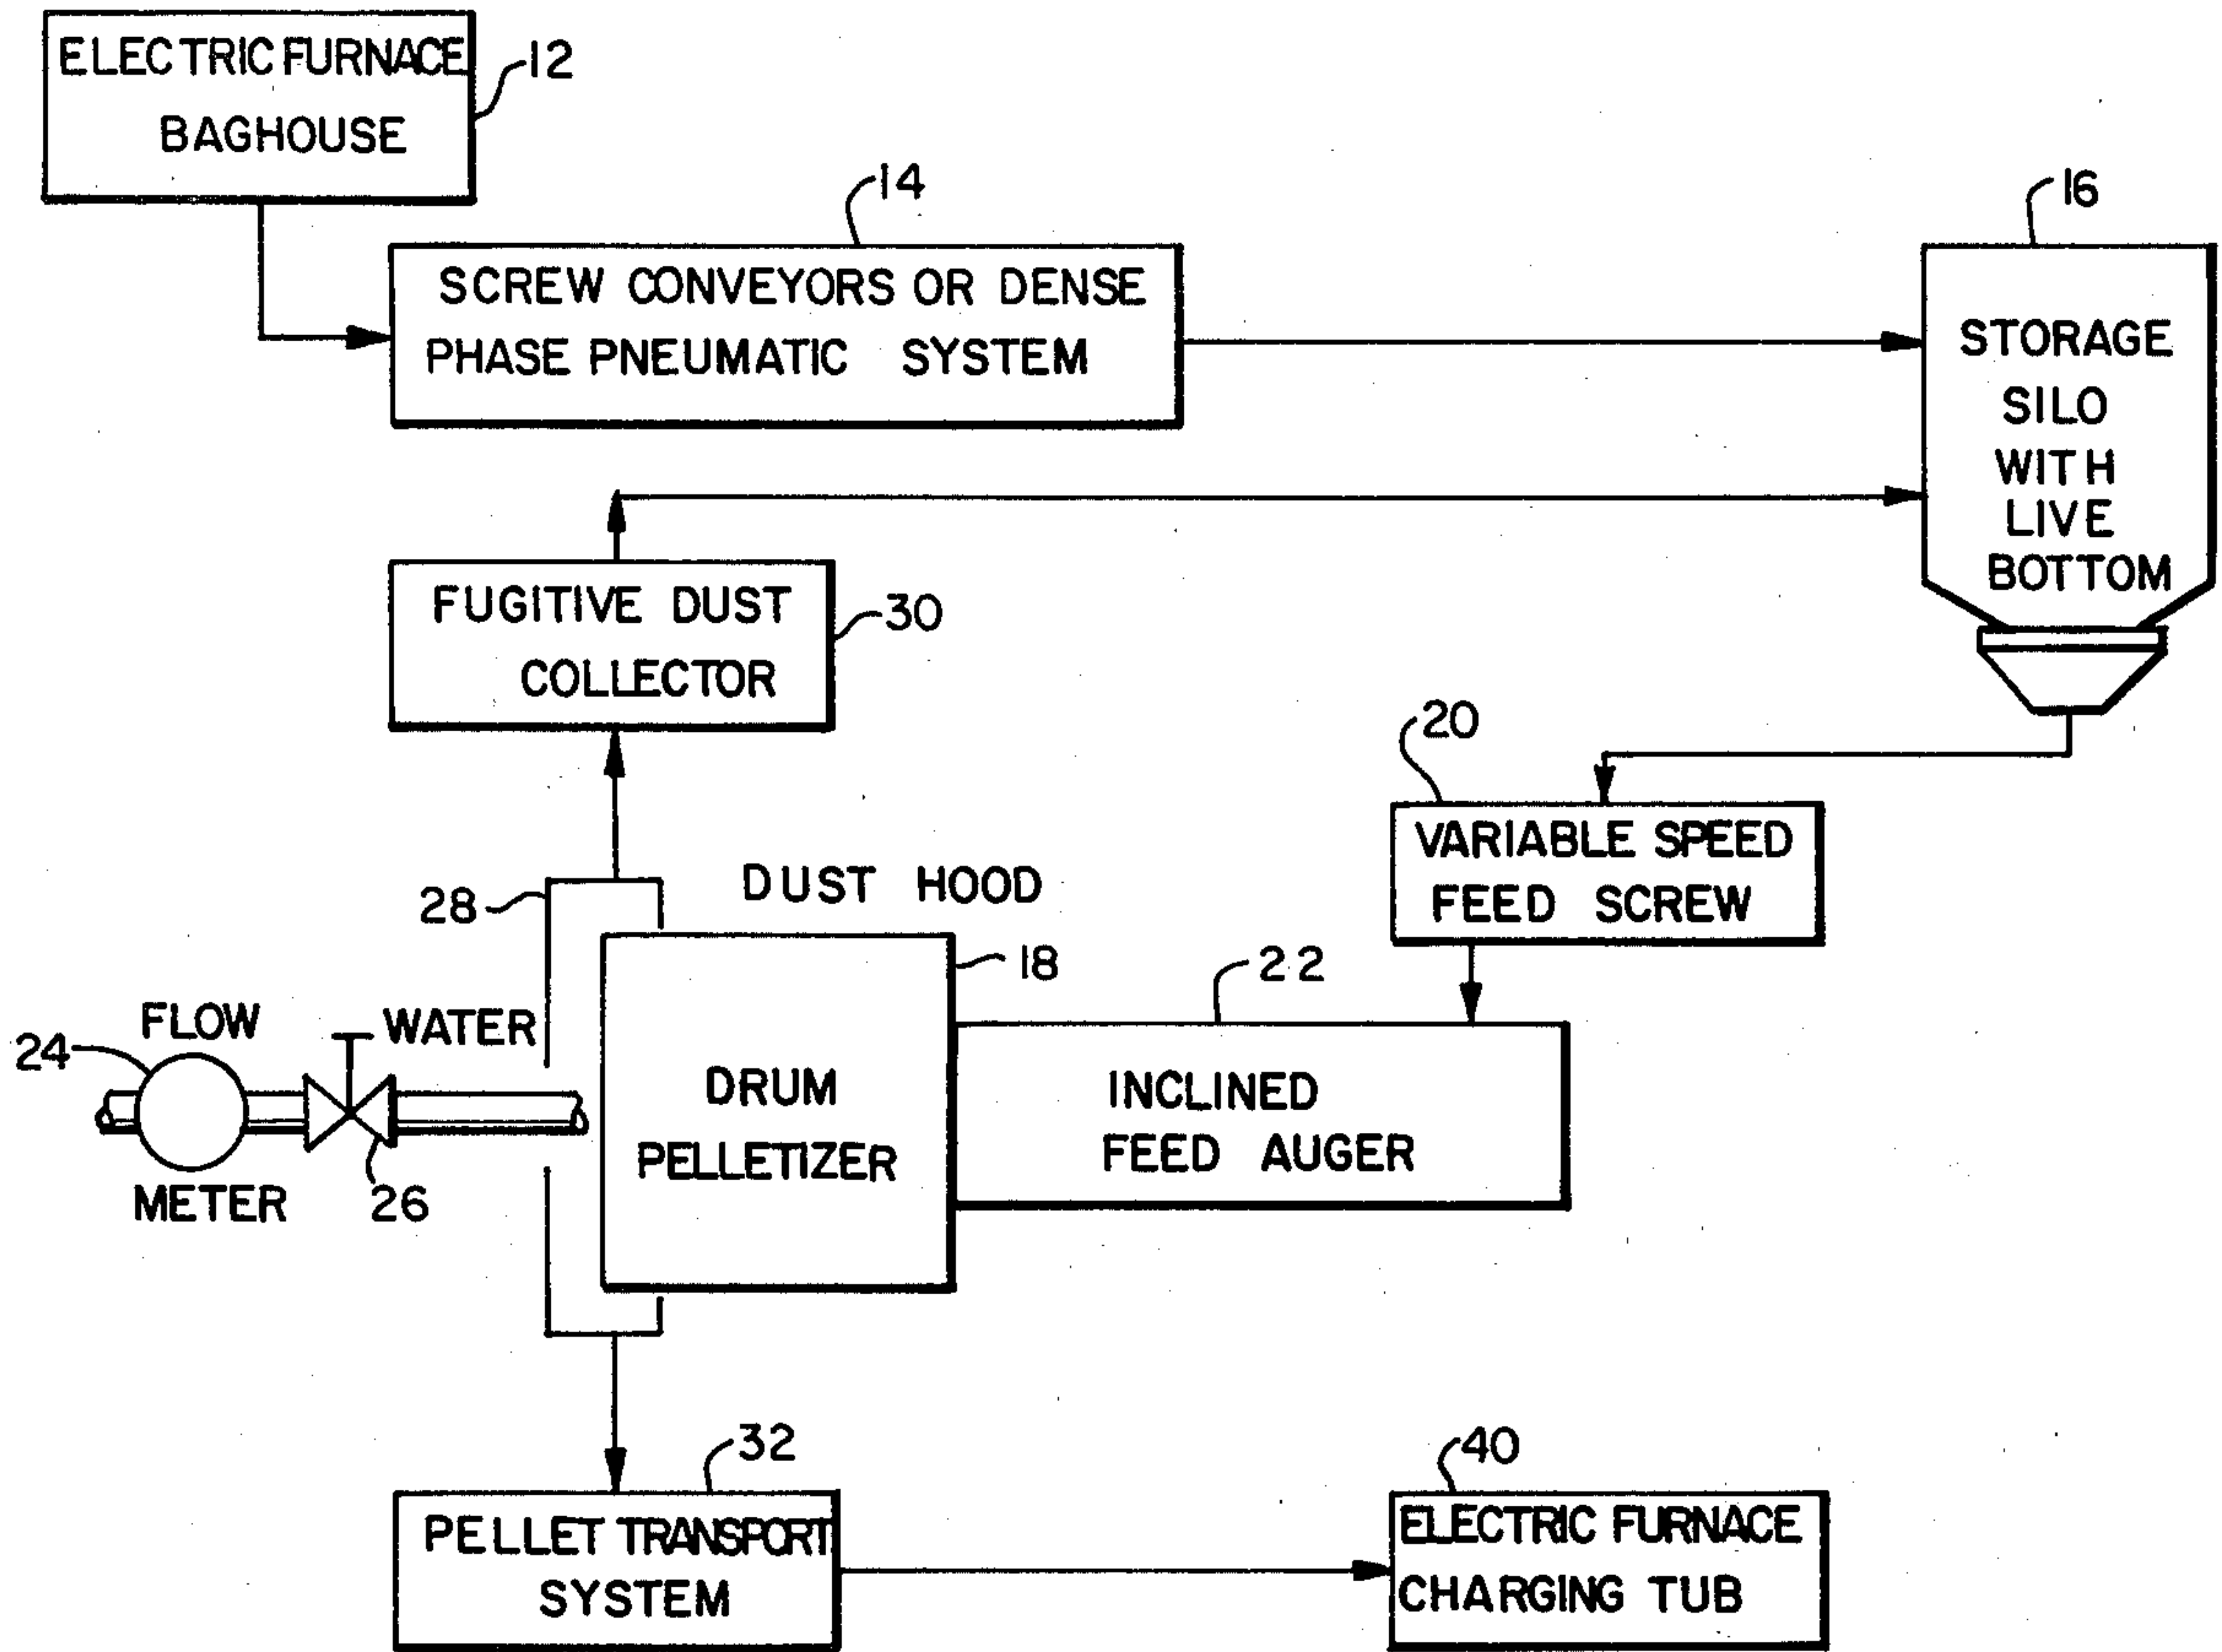 ELECTRIC FURNACE
BAGHOUSE
12
14
SCREW CONVEYORS OR DENSE
PHASE PNEUMATIC SYSTEM
16
STORAGE
SILO
WITH
LIVE
BOTTOM
FUGITIVE DUST
COLLECTOR
30
20
VARIABLE SPEED
FEED SCREW
28
DUST HOOD
18
22
FLOW
METER
24
WATER
26
DRUM
PELLETIZER
INCLINED
FEED AUGER
32
PELLET TRANSPORT
SYSTEM
40
ELECTRIC FURNACE
CHARGING TUB